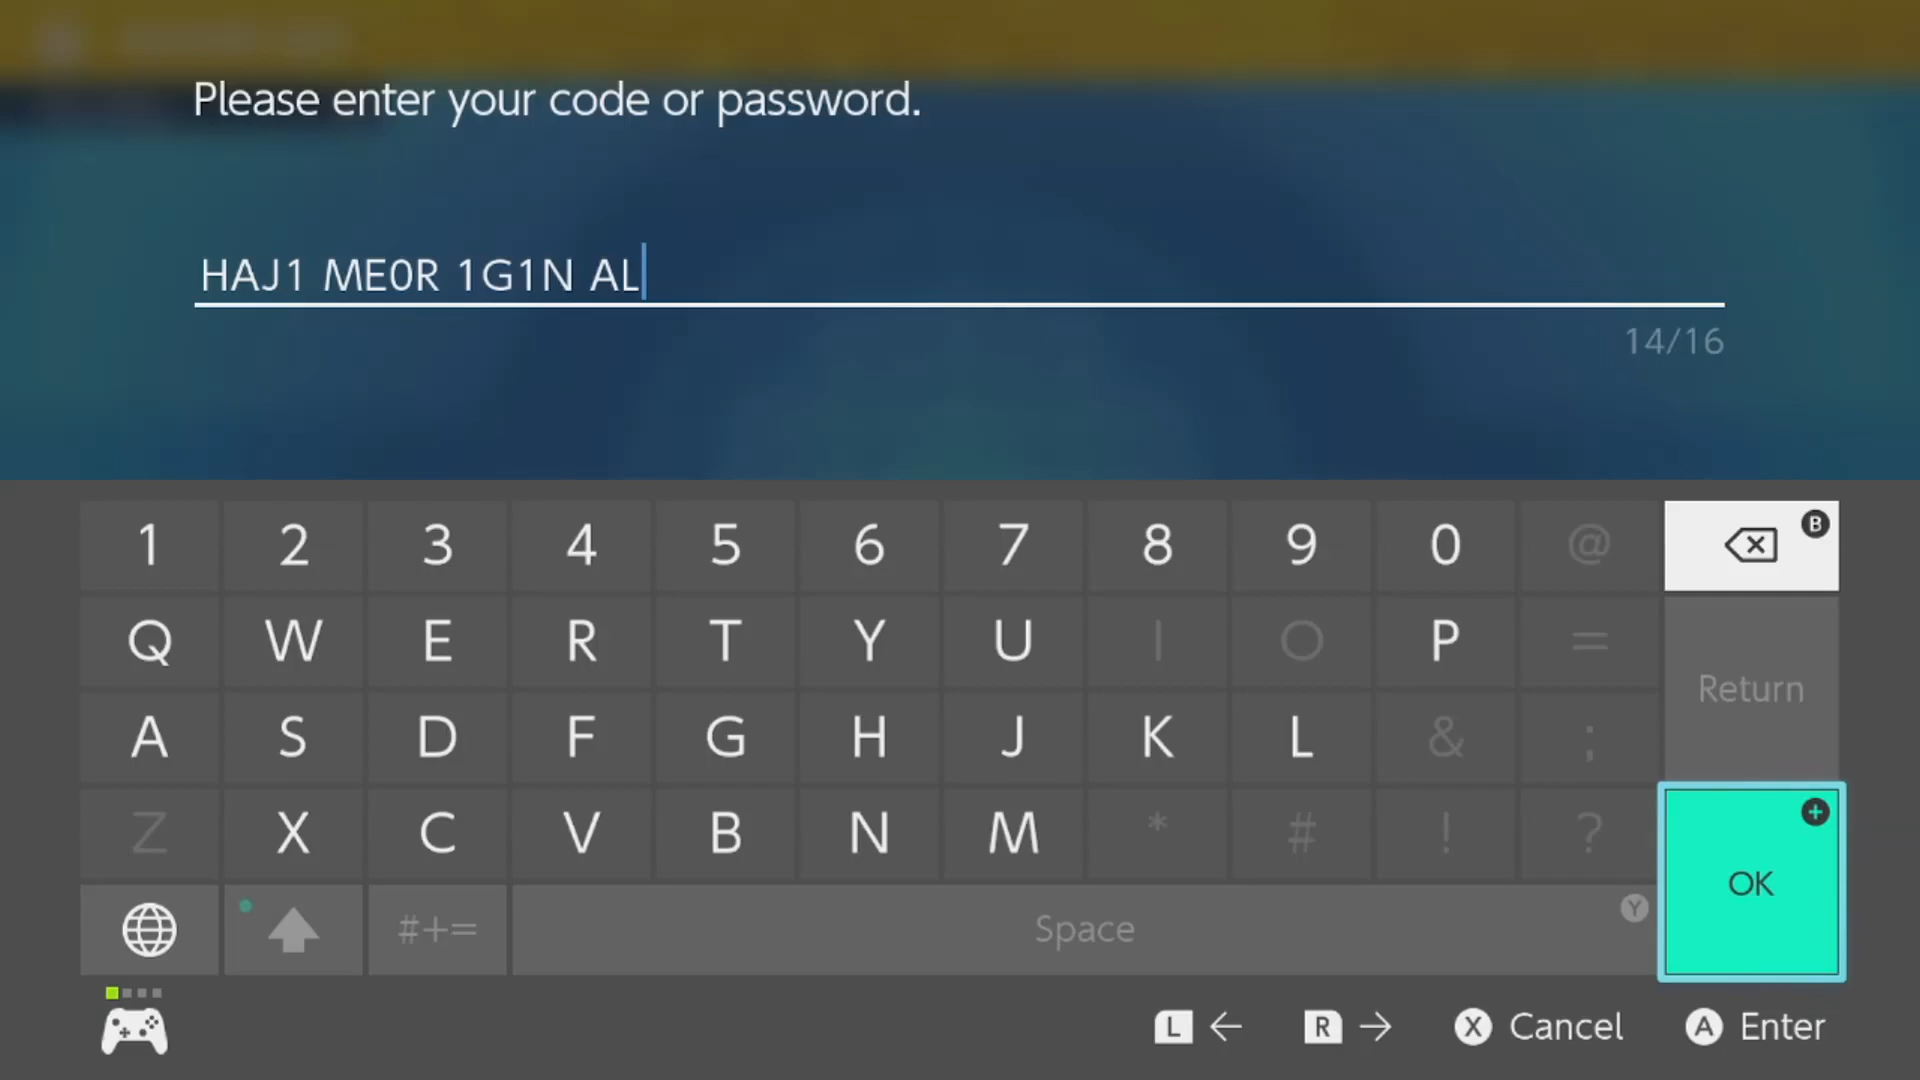 Please enter your code or password.
HAJ1 ME0R 1G1N AL
14/16
1 2 3 4 5 6 7 8 9 0 @ B
Q W E R T Y U I O P =
Return
A S D F G H J K L & ;
Z X C V B N M * # ! ? +
OK
#+= Space Y
L ← R → X Cancel A Enter